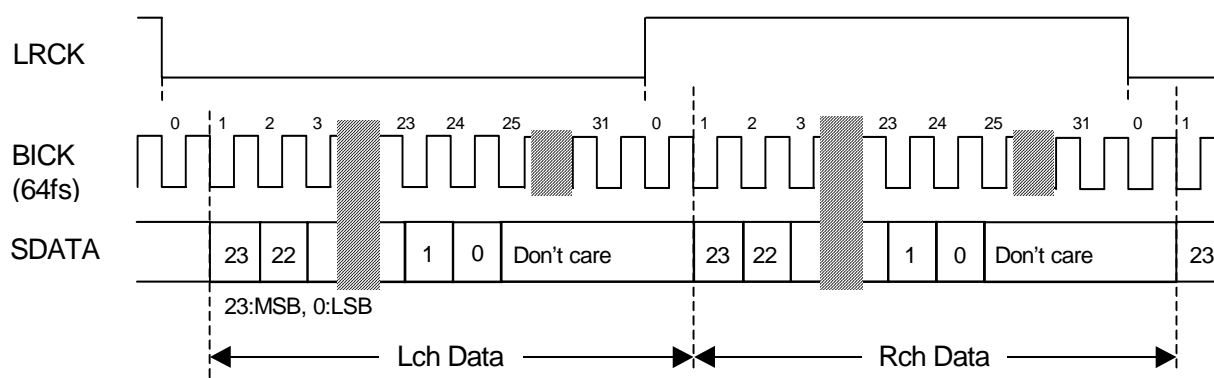 LRCK
0 1 2 3 23 24 25 31 0 1 2 3 23 24 25 31 0 1
BICK
(64fs)
SDATA 23 22 1 0 Don't care 23 22 1 0 Don't care 23
23:MSB, 0:LSB
Lch Data Rch Data